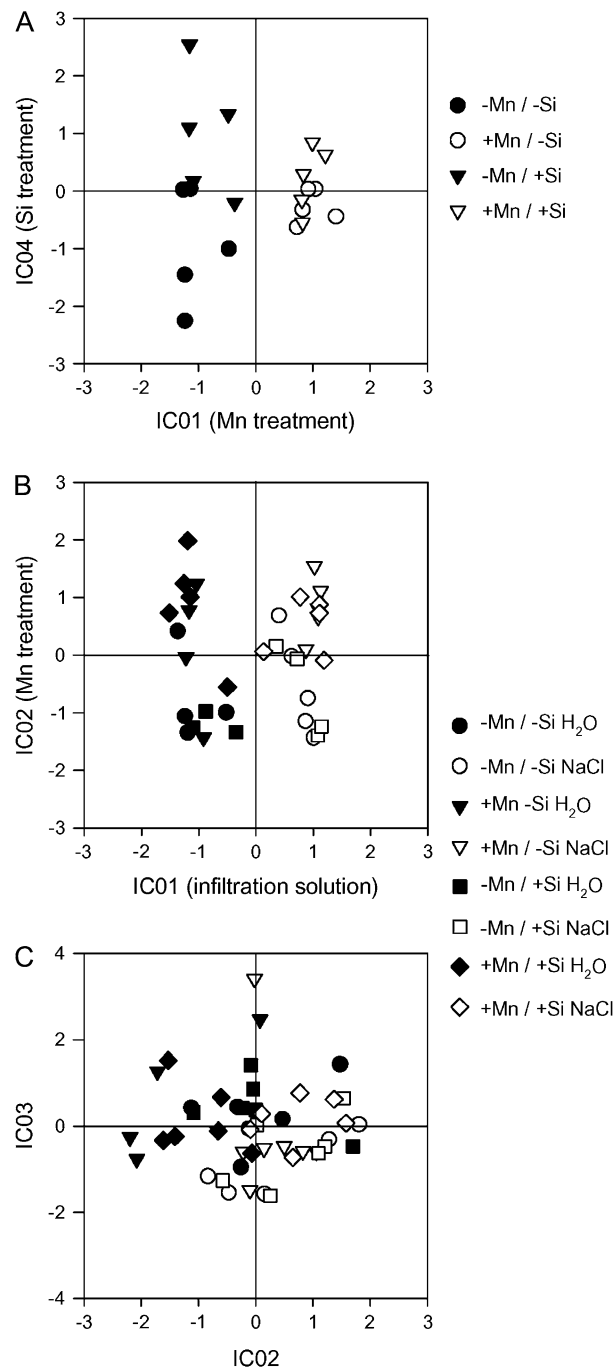 A
3
2
1
0
-1
-2
-3
-3 -2 -1 0 1 2 3
IC04 (Si treatment)
IC01 (Mn treatment)
-Mn / -Si
+Mn / -Si
-Mn / +Si
+Mn / +Si
B
3
2
1
0
-1
-2
-3
-3 -2 -1 0 1 2 3
IC02 (Mn treatment)
IC01 (infiltration solution)
-Mn / -Si H₂O
-Mn / -Si NaCl
+Mn -Si H₂O
+Mn / -Si NaCl
-Mn / +Si H₂O
-Mn / +Si NaCl
+Mn / +Si H₂O
+Mn / +Si NaCl
C
4
2
0
-2
-4
-3 -2 -1 0 1 2 3
IC03
IC02